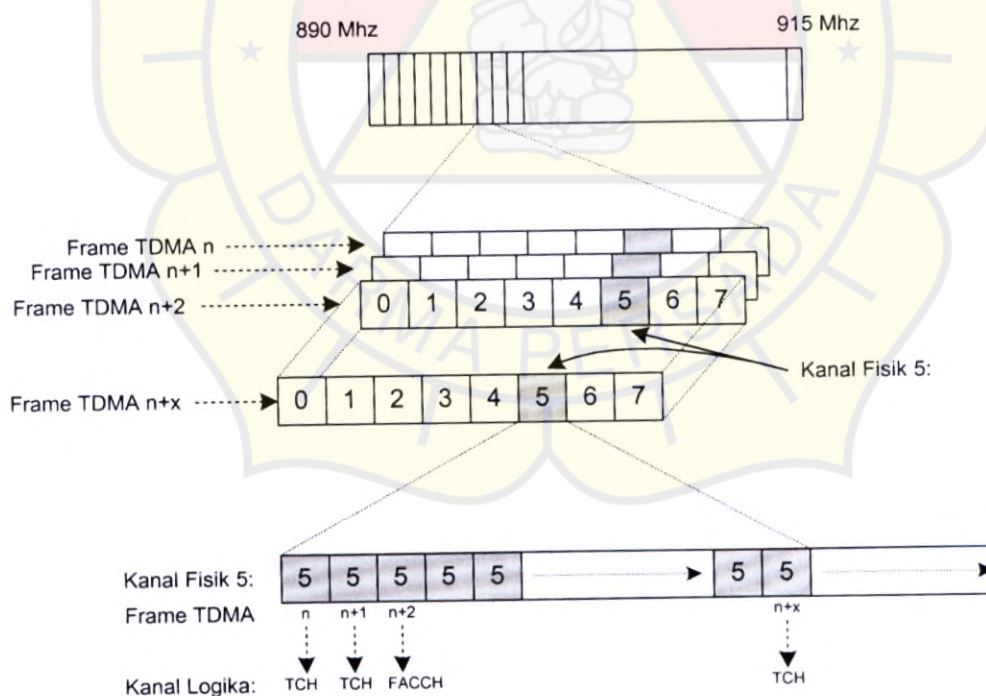 890 Mhz 915 Mhz
DARMA PERSADA
Frame TDMA n
Frame TDMA n+1
Frame TDMA n+2
0 1 2 3 4 5 6 7
Kanal Fisik 5:
Frame TDMA n+x
0 1 2 3 4 5 6 7
Kanal Fisik 5: 5 5 5 5 5 5 5
Frame TDMA n n+1 n+2 n+x
Kanal Logika: TCH TCH FACCH TCH